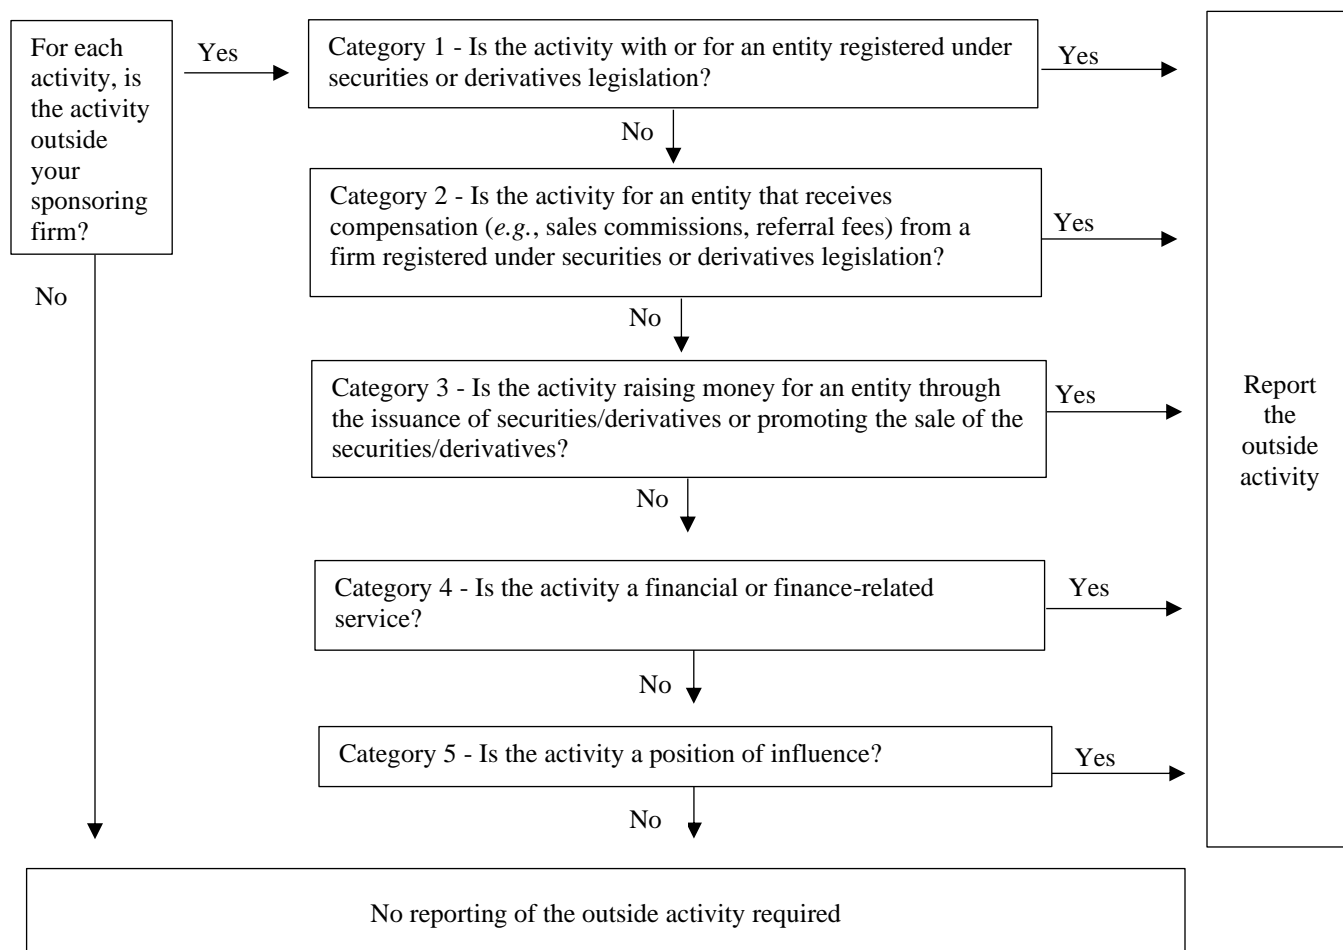 For each
activity, is
the activity
outside
your
sponsoring
firm?
Yes
Category 1 - Is the activity with or for an entity registered under
securities or derivatives legislation?
Yes
No
Category 2 - Is the activity for an entity that receives
compensation (e.g., sales commissions, referral fees) from a
firm registered under securities or derivatives legislation?
Yes
No
No
Category 3 - Is the activity raising money for an entity through
the issuance of securities/derivatives or promoting the sale of the
securities/derivatives?
Yes
No
Report
the
outside
activity
Category 4 - Is the activity a financial or finance-related
service?
Yes
No
Category 5 - Is the activity a position of influence?
Yes
No
No reporting of the outside activity required